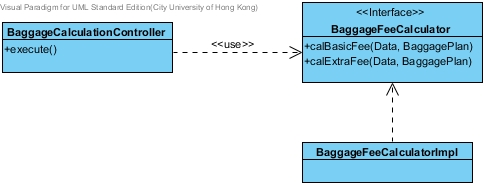 Visual Paradigm for UML Standard Edition(City University of Hong Kong)
BaggageCalculationController
+execute()
<<use>>
<<Interface>>
BaggageFeeCalculator
+calBasicFee(Data, BaggagePlan)
+calExtraFee(Data, BaggagePlan)
BaggageFeeCalculatorImpl